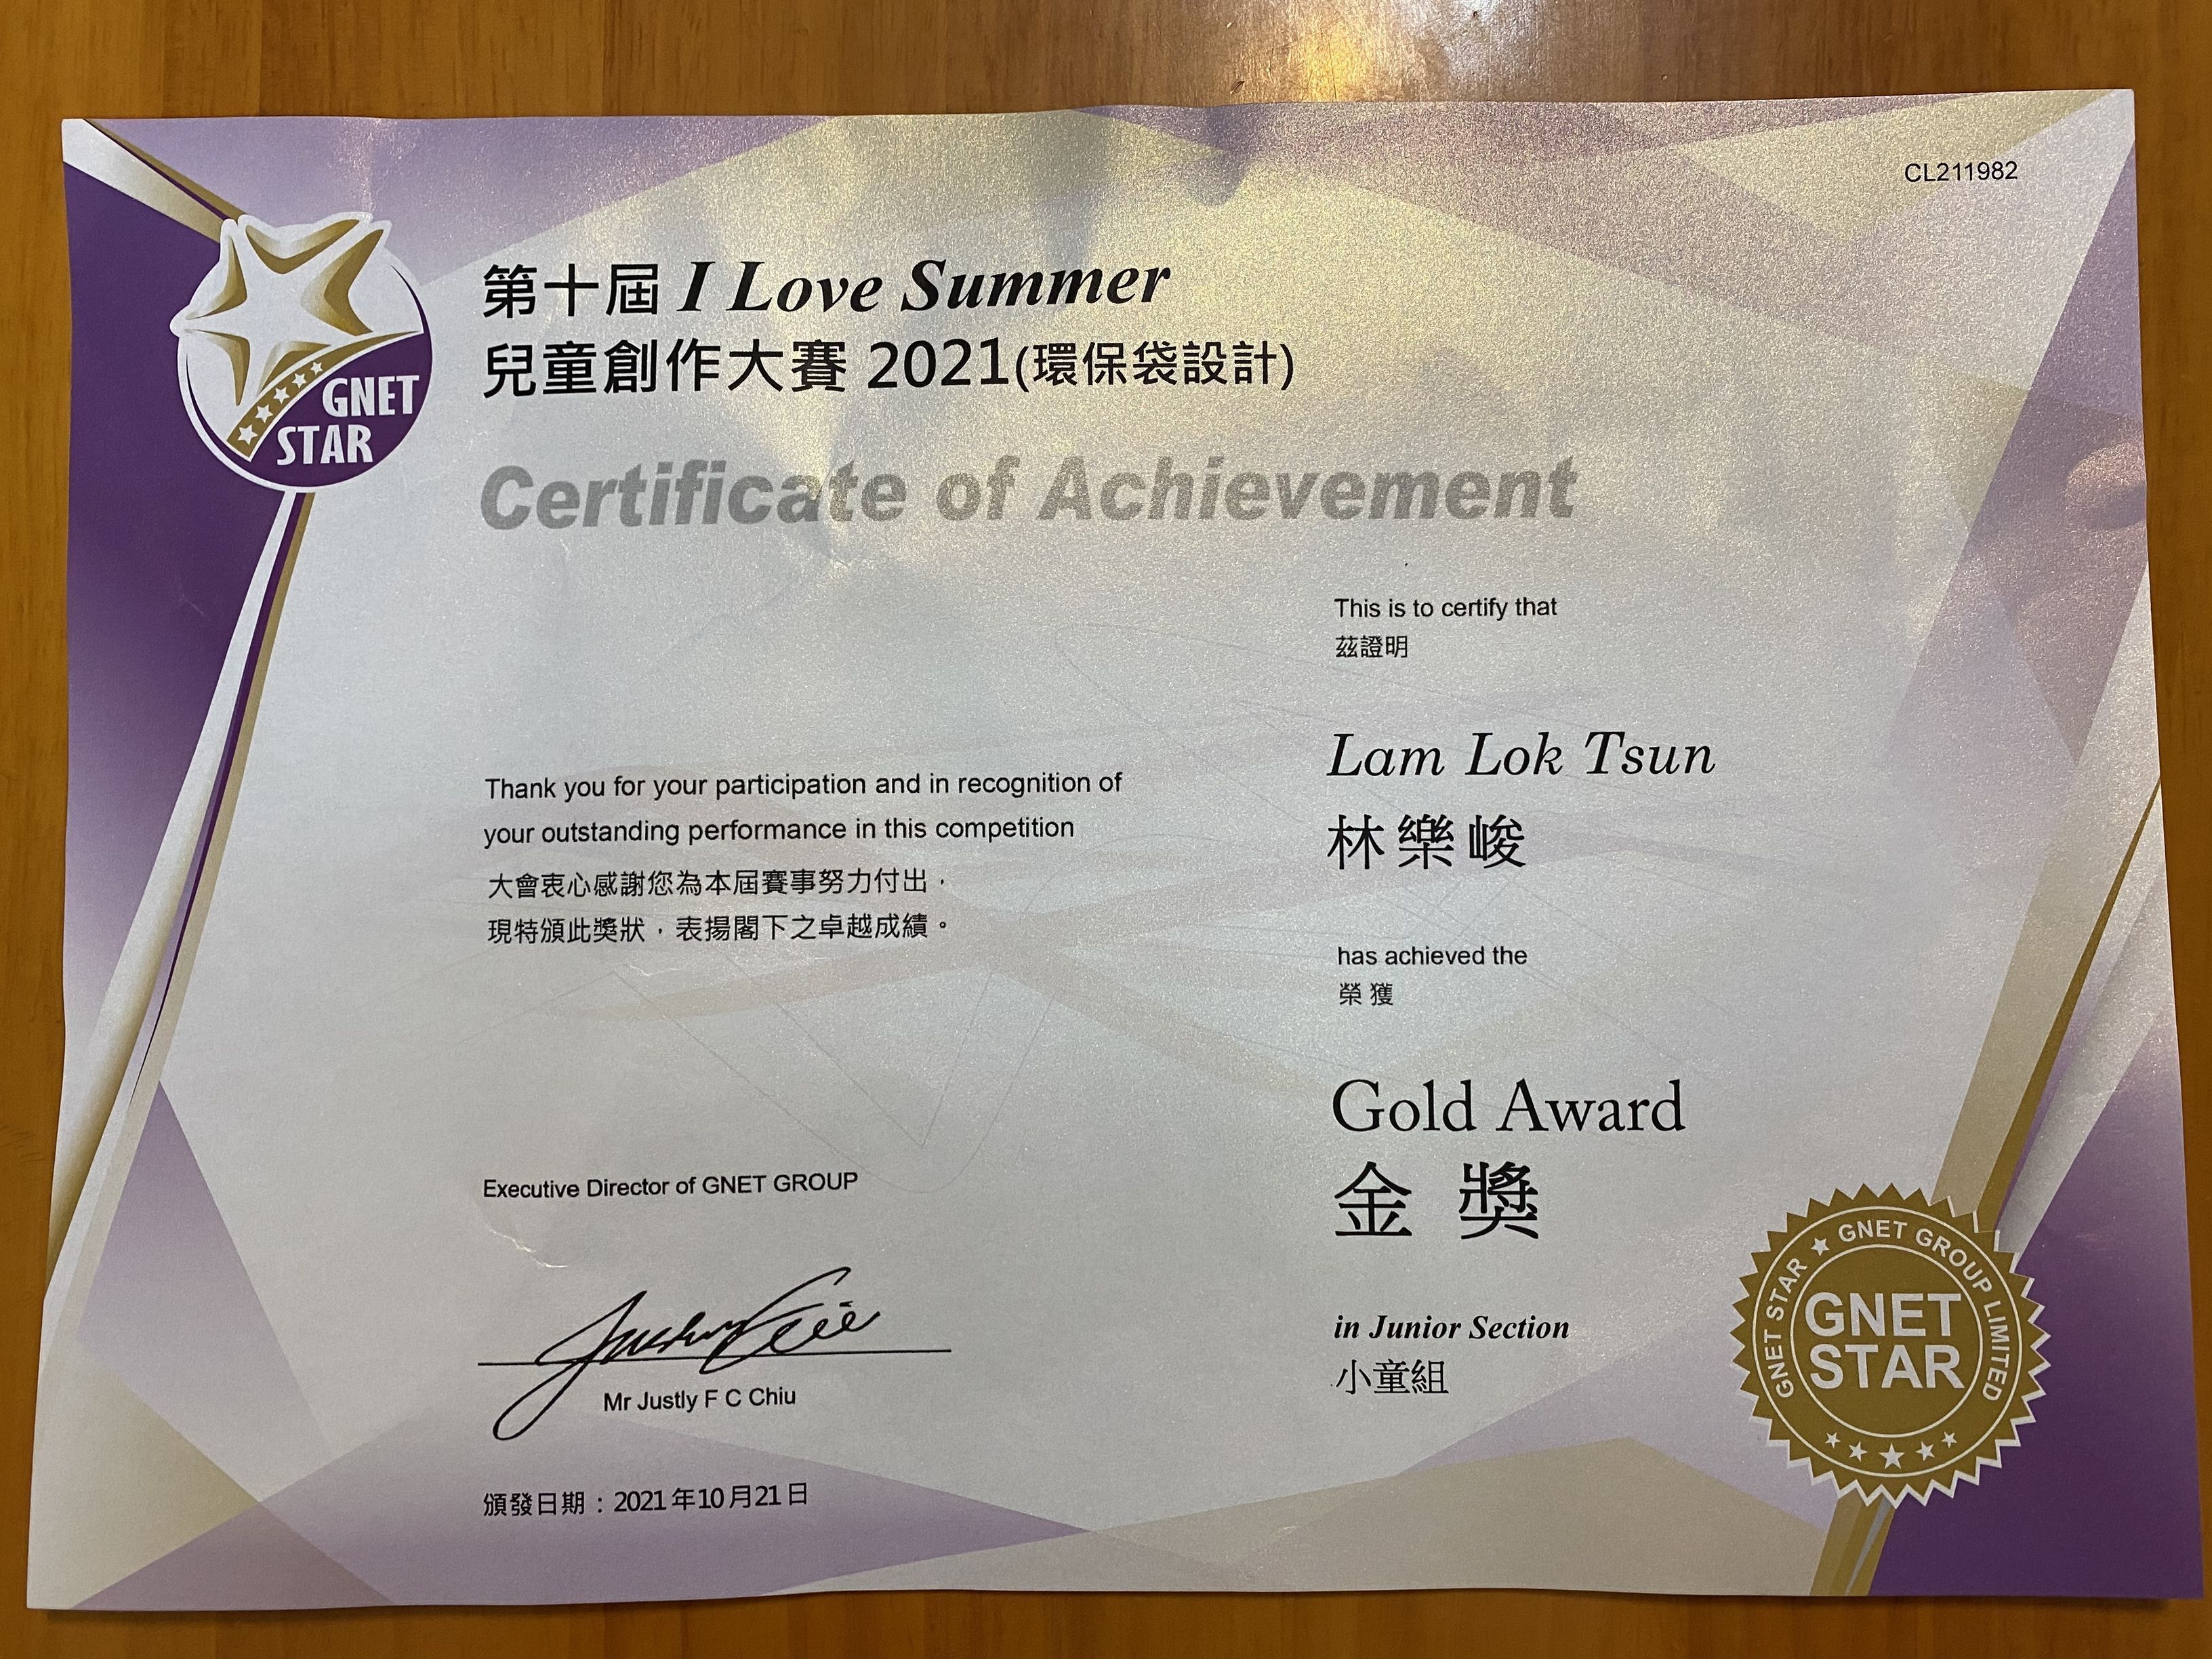 CL211982
GNET
STAR
第十屆 I Love Summer
兒童創作大賽 2021(環保袋設計)
Certificate of Achievement
This is to certify that
茲證明
Lam Lok Tsun
林樂峻
Thank you for your participation and in recognition of
your outstanding performance in this competition
大會衷心感謝您為本屆賽事努力付出，
現特頒此獎狀，表揚閣下之卓越成績。
has achieved the
榮獲
Gold Award
金獎
in Junior Section
小童組
Executive Director of GNET GROUP
Mr Justly F C Chiu
頒發日期：2021年10月21日
GNET STAR ★ GNET GROUP LIMITED
GNET
STAR